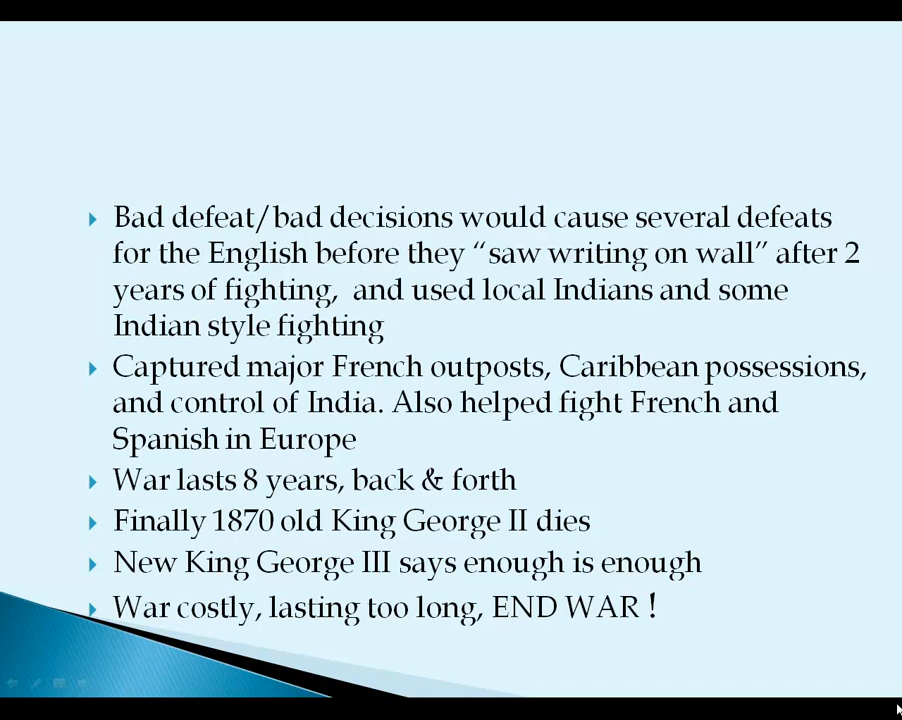 Bad defeat/bad decisions would cause several defeats
for the English before they “saw writing on wall” after 2
years of fighting, and used local Indians and some
Indian style fighting
Captured major French outposts, Caribbean possessions,
and control of India. Also helped fight French and
Spanish in Europe
War lasts 8 years, back & forth
Finally 1870 old King George II dies
New King George III says enough is enough
War costly, lasting too long, END WAR !